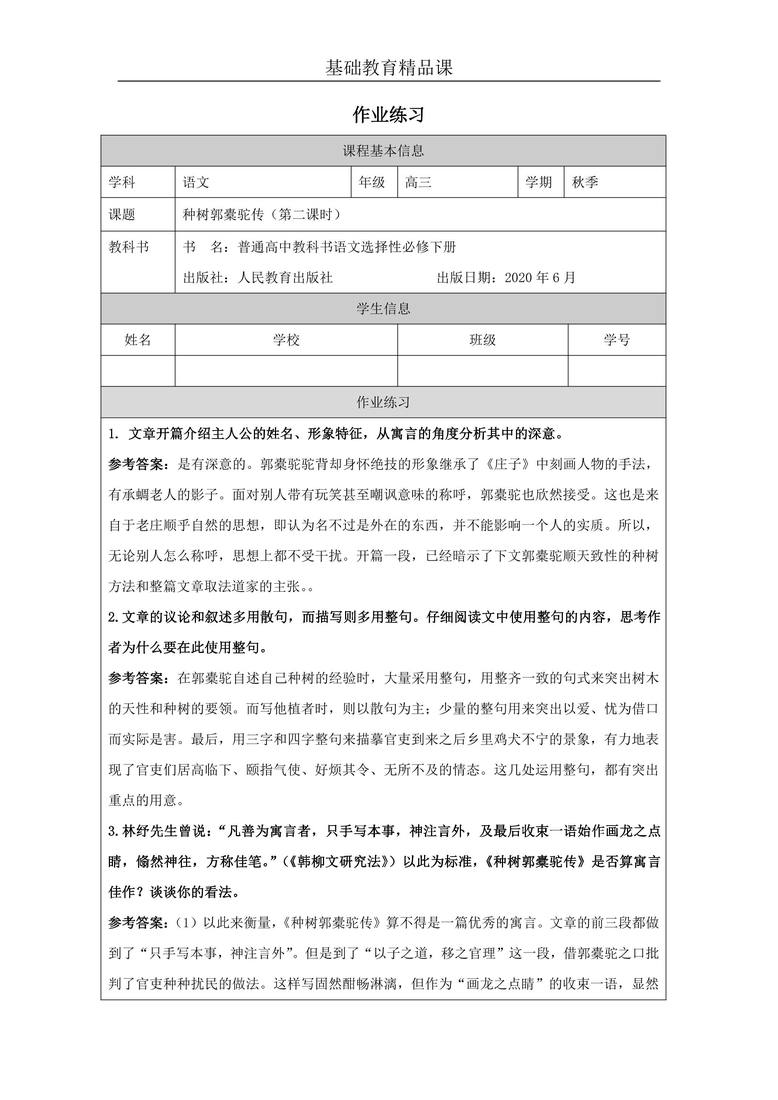 基础教育精品课
作业练习
课程基本信息
学科 语文 年级 高三 学期 秋季
课题 种树郭橐驼传（第二课时）
教科书 书 名：普通高中教科书语文选择性必修下册
出版社：人民教育出版社 出版日期：2020 年 6 月
学生信息
姓名 学校 班级 学号
作业练习
1. 文章开篇介绍主人公的姓名、形象特征，从寓言的角度分析其中的深意。
参考答案：是有深意的。郭橐驼驼背却身怀绝技的形象继承了《庄子》中刻画人物的手法，
有承蜩老人的影子。面对别人带有玩笑甚至嘲讽意味的称呼，郭橐驼也欣然接受。这也是来
自于老庄顺乎自然的思想，即认为名不过是外在的东西，并不能影响一个人的实质。所以，
无论别人怎么称呼，思想上都不受干扰。开篇一段，已经暗示了下文郭橐驼顺天致性的种树
方法和整篇文章取法道家的主张。。
2.文章的议论和叙述多用散句，而描写则多用整句。仔细阅读文中使用整句的内容，思考作
者为什么要在此使用整句。
参考答案：在郭橐驼自述自己种树的经验时，大量采用整句，用整齐一致的句式来突出树木
的天性和种树的要领。而写他植者时，则以散句为主；少量的整句用来突出以爱、忧为借口
而实际是害。最后，用三字和四字整句来描摹官吏到来之后乡里鸡犬不宁的景象，有力地表
现了官吏们居高临下、颐指气使、好烦其令、无所不及的情态。这几处运用整句，都有突出
重点的用意。
3.林纾先生曾说：“凡善为寓言者，只手写本事，神注言外，及最后收束一语始作画龙之点
睛，翛然神往，方称佳笔。”（《韩柳文研究法》）以此为标准，《种树郭橐驼传》是否算寓言
佳作？谈谈你的看法。
参考答案：（1）以此来衡量，《种树郭橐驼传》算不得是一篇优秀的寓言。文章的前三段都做
到了“只手写本事，神注言外”。但是到了“以子之道，移之官理”这一段，借郭橐驼之口批
判了官吏种种扰民的做法。这样写固然酣畅淋漓，但作为“画龙之点睛”的收束一语，显然